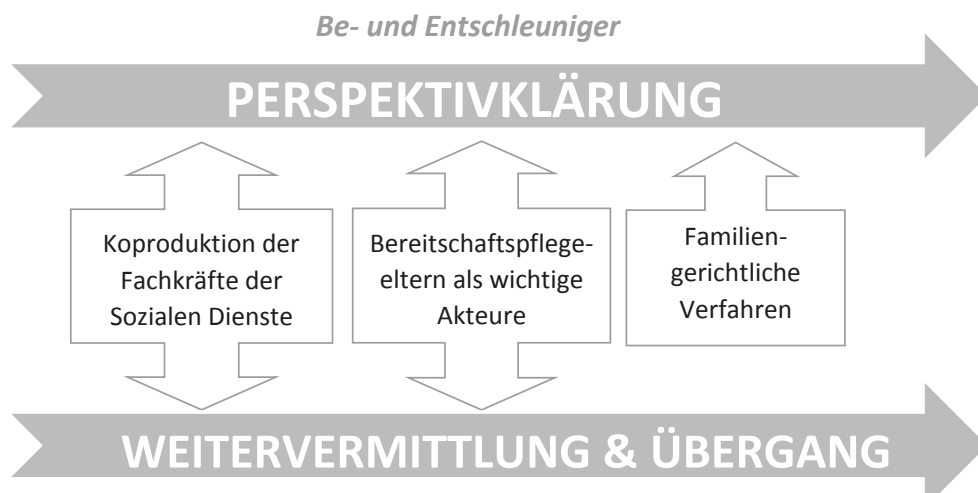 Be- und Entschleuniger
PERSPEKTIVKLÄRUNG
Koproduktion der
Fachkräfte der
Sozialen Dienste
Bereitschaftspflege-
eltern als wichtige
Akteure
Familien-
gerichtliche
Verfahren
WEITERVERMITTLUNG & ÜBERGANG